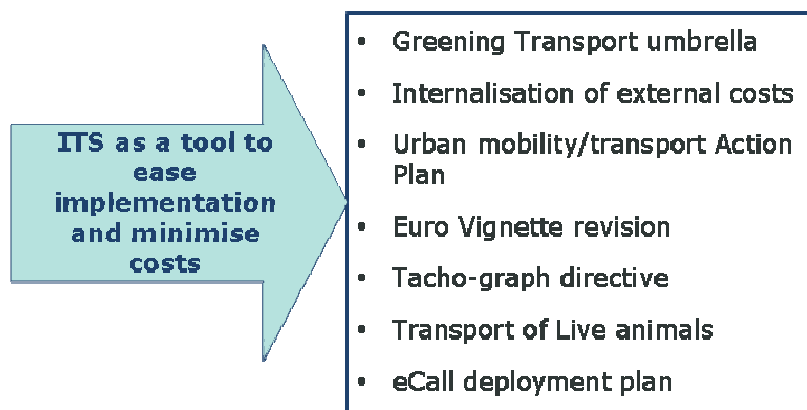 ITS as a tool to
ease
implementation
and minimise
costs
• Greening Transport umbrella
• Internalisation of external costs
• Urban mobility/transport Action
Plan
• Euro Vignette revision
• Tacho-graph directive
• Transport of Live animals
• eCall deployment plan